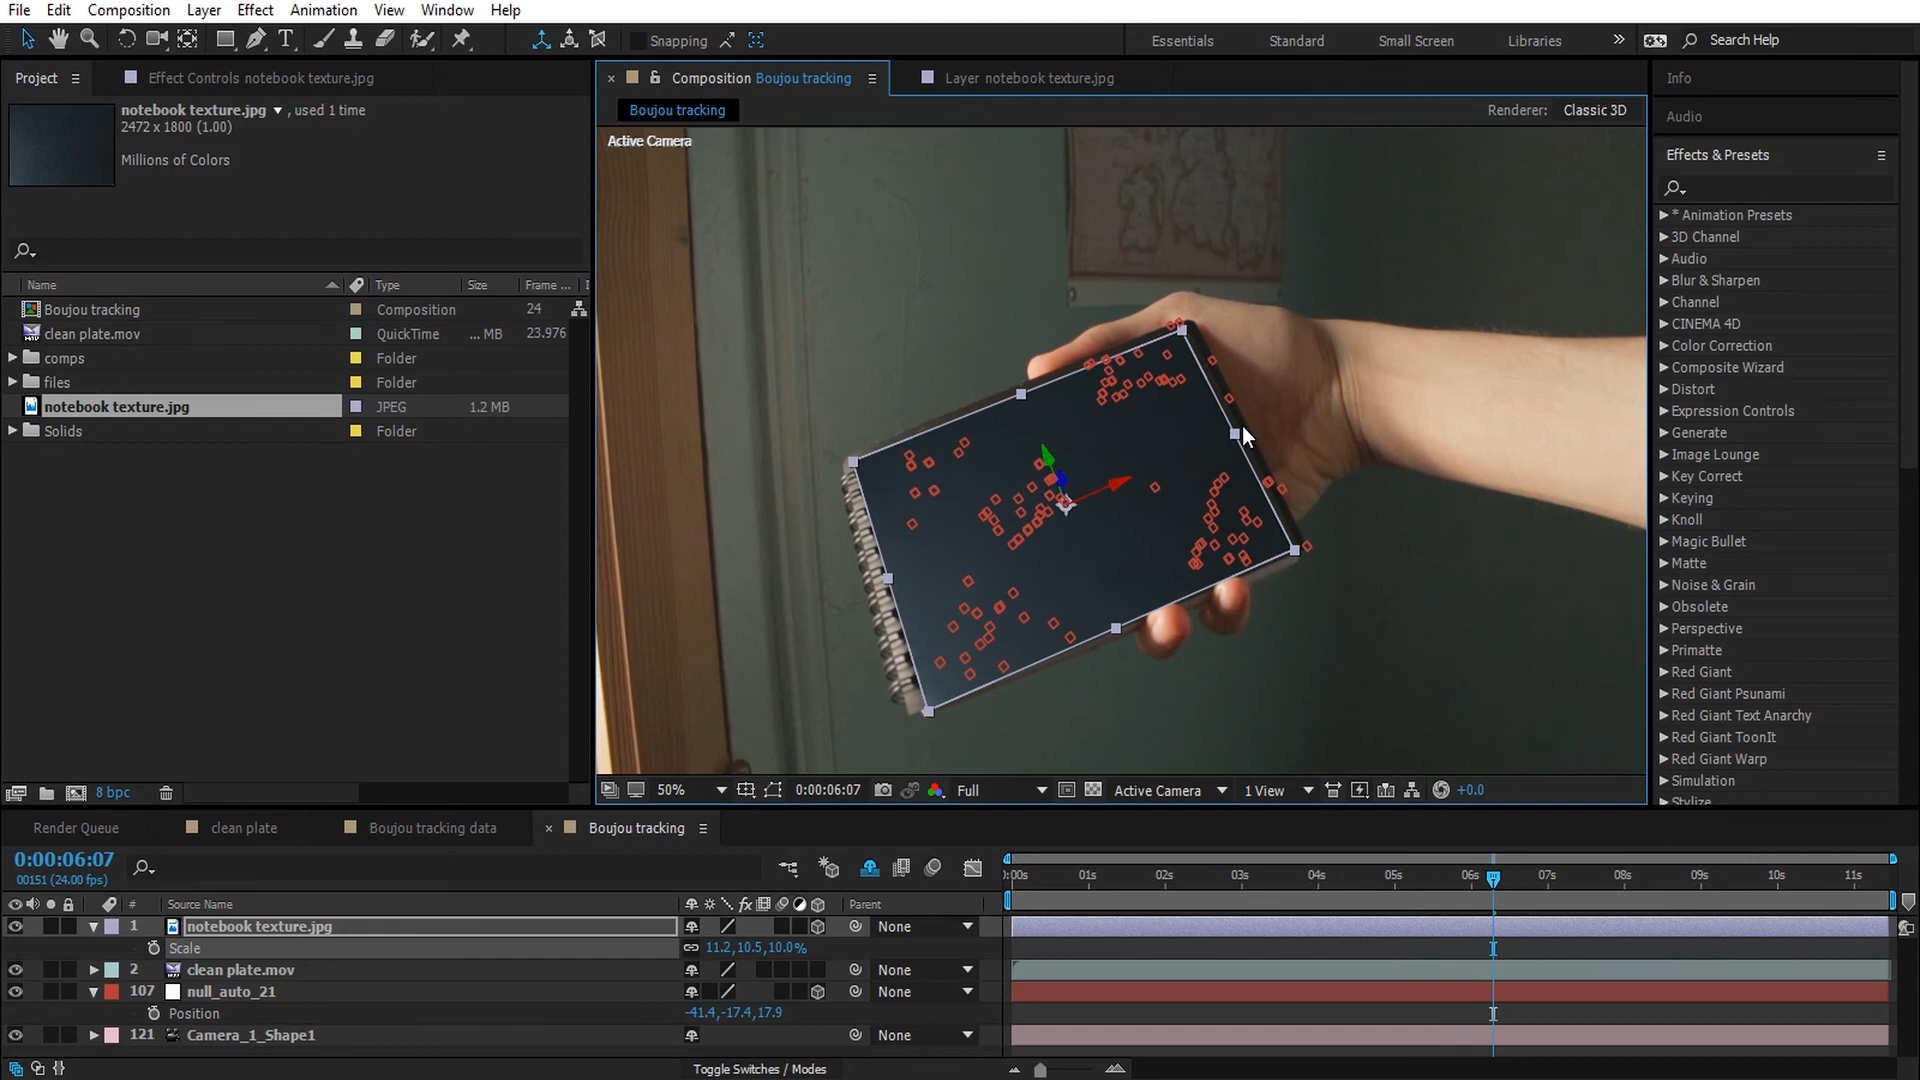 File Edit Composition Layer Effect Animation View Window Help
Snapping Essentials Standard Small Screen Libraries Search Help
Project Effect Controls notebook texture.jpg
notebook texture.jpg , used 1 time
2472 x 1800 (1.00)
Millions of Colors
Name Type Size Frame ...
Boujou tracking Composition 24
clean plate.mov QuickTime ... MB 23.976
comps Folder
files Folder
notebook texture.jpg JPEG 1.2 MB
Solids Folder
8 bpc
Composition Boujou tracking Layer notebook texture.jpg
Boujou tracking Renderer: Classic 3D
Active Camera
50% 0:00:06:07 Full Active Camera 1 View +0.0
Info
Audio
Effects & Presets
* Animation Presets
3D Channel
Audio
Blur & Sharpen
Channel
CINEMA 4D
Color Correction
Composite Wizard
Distort
Expression Controls
Generate
Image Lounge
Key Correct
Keying
Knoll
Magic Bullet
Matte
Noise & Grain
Obsolete
Perspective
Primatte
Red Giant
Red Giant Psunami
Red Giant Text Anarchy
Red Giant ToonIt
Red Giant Warp
Simulation
Stylize
Render Queue clean plate Boujou tracking data Boujou tracking
0:00:06:07
00151 (24.00 fps)
:00s 01s 02s 03s 04s 05s 06s 07s 08s 09s 10s 11s
# Source Name fx Parent
1 notebook texture.jpg None
Scale 11.2,10.5,10.0%
2 clean plate.mov None
107 null_auto_21 None
Position -41.4,-17.4,17.9
121 Camera_1_Shape1 None
Toggle Switches / Modes